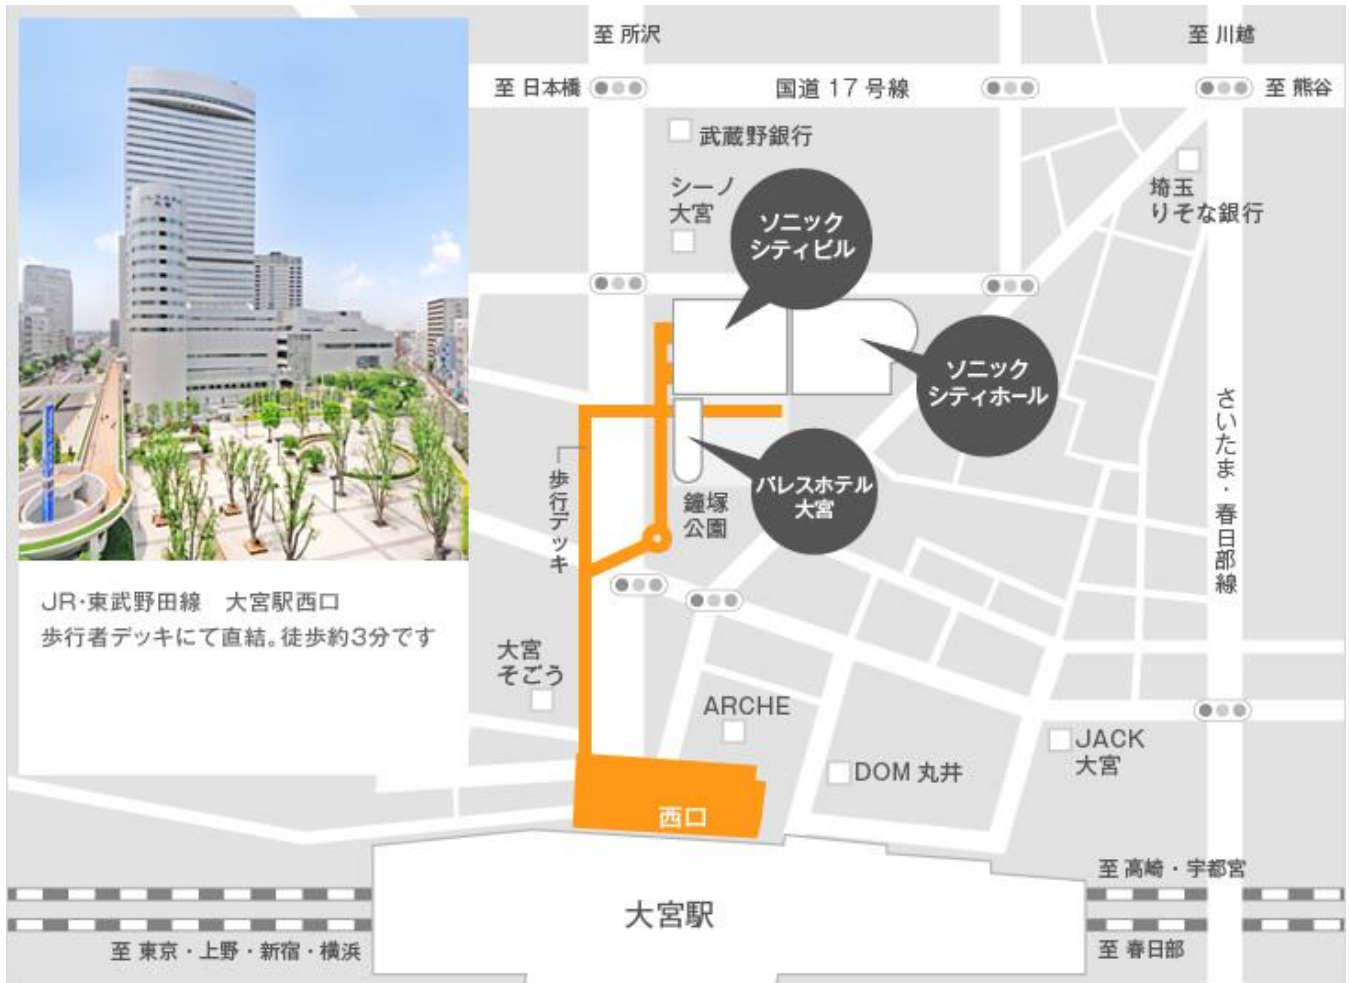 至 所沢
至 川越
至 日本橋
国道 17 号線
至 熊谷
武蔵野銀行
シーノ
大宮
ソニック
シティビル
埼玉
りそな銀行
ソニック
シティホール
さいたま・春日部線
歩行デッキ
パレスホテル
大宮
鐘塚
公園
JR・東武野田線　大宮駅西口
歩行者デッキにて直結。徒歩約3分です
大宮
そごう
ARCHE
JACK
大宮
DOM 丸井
西口
大宮駅
至 高崎・宇都宮
至 東京・上野・新宿・横浜
至 春日部